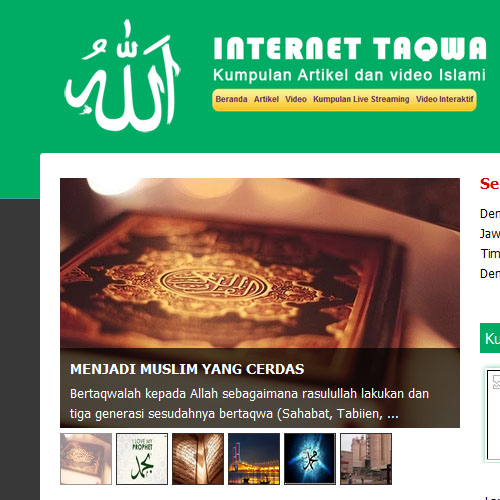 الله
INTERNET TAQWA
Kumpulan Artikel dan video Islami
Beranda Artikel Video Kumpulan Live Streaming Video Interaktif
Se
Den
Jaw
Tim
Den
MENJADI MUSLIM YANG CERDAS
Bertaqwalah kepada Allah sebagaimana rasulullah lakukan dan
tiga generasi sesudahnya bertaqwa (Sahabat, Tabiien, ...
Ku
I LOVE MY
PROPHET
محمد
محمد